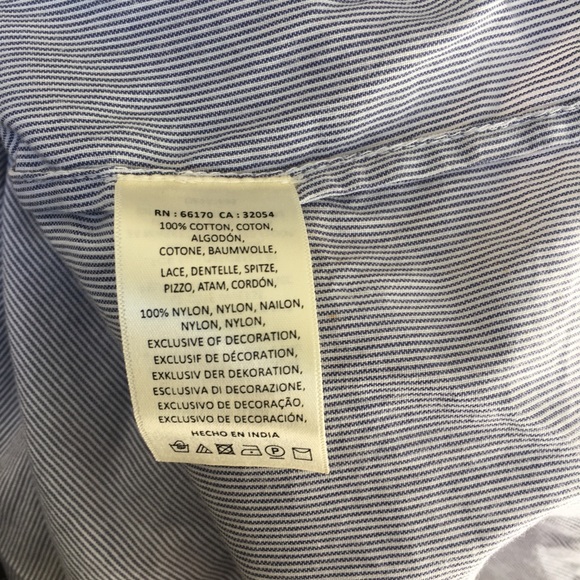 RN : 66170 CA : 32054
100% COTTON, COTON,
ALGODÓN,
COTONE, BAUMWOLLE,
LACE, DENTELLE, SPITZE,
PIZZO, ATAM, CORDÓN,
100% NYLON, NYLON, NAILON,
NYLON, NYLON,
EXCLUSIVE OF DECORATION,
EXCLUSIF DE DÉCORATION,
EXKLUSIV DER DEKORATION,
ESCLUSIVA DI DECORAZIONE,
EXCLUSIVO DE DECORAÇÃO,
EXCLUSIVO DE DECORACIÓN,
HECHO EN INDIA